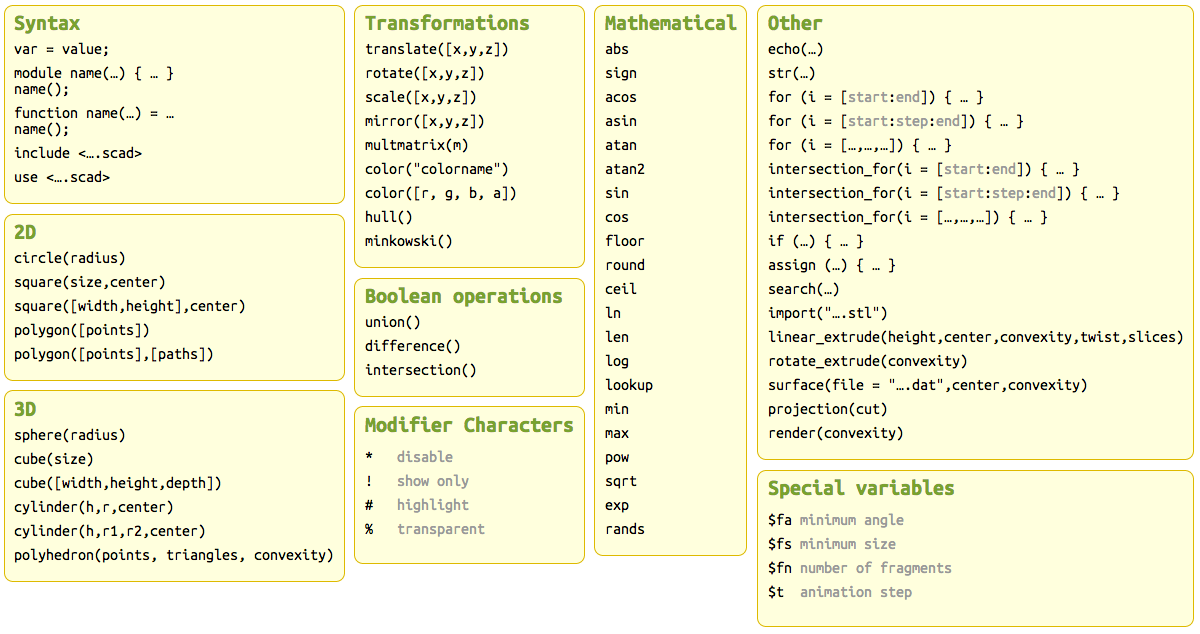 Syntax
var = value;
module name(…) { … }
name();
function name(…) = …
name();
include <….scad>
use <….scad>
2D
circle(radius)
square(size,center)
square([width,height],center)
polygon([points])
polygon([points],[paths])
3D
sphere(radius)
cube(size)
cube([width,height,depth])
cylinder(h,r,center)
cylinder(h,r1,r2,center)
polyhedron(points, triangles, convexity)
Transformations
translate([x,y,z])
rotate([x,y,z])
scale([x,y,z])
mirror([x,y,z])
multmatrix(m)
color("colorname")
color([r, g, b, a])
hull()
minkowski()
Boolean operations
union()
difference()
intersection()
Modifier Characters
* disable
! show only
# highlight
% transparent
Mathematical
abs
sign
acos
asin
atan
atan2
sin
cos
floor
round
ceil
ln
len
log
lookup
min
max
pow
sqrt
exp
rands
Other
echo(…)
str(…)
for (i = [start:end]) { … }
for (i = [start:step:end]) { … }
for (i = […,…,…]) { … }
intersection_for(i = [start:end]) { … }
intersection_for(i = [start:step:end]) { … }
intersection_for(i = […,…,…]) { … }
if (…) { … }
assign (…) { … }
search(…)
import("….stl")
linear_extrude(height,center,convexity,twist,slices)
rotate_extrude(convexity)
surface(file = "….dat",center,convexity)
projection(cut)
render(convexity)
Special variables
$fa minimum angle
$fs minimum size
$fn number of fragments
$t animation step